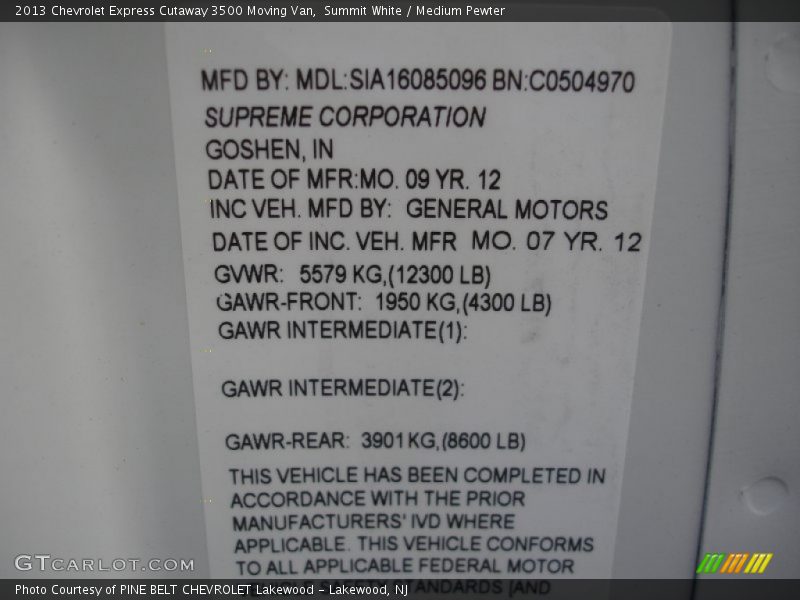 2013 Chevrolet Express Cutaway 3500 Moving Van, Summit White / Medium Pewter
MFD BY: MDL:SIA16085096 BN:C0504970
SUPREME CORPORATION
GOSHEN, IN
DATE OF MFR:MO. 09 YR. 12
INC VEH. MFD BY: GENERAL MOTORS
DATE OF INC. VEH. MFR MO. 07 YR. 12
GVWR: 5579 KG,(12300 LB)
GAWR-FRONT: 1950 KG,(4300 LB)
GAWR INTERMEDIATE(1):
GAWR INTERMEDIATE(2):
GAWR-REAR: 3901 KG,(8600 LB)
THIS VEHICLE HAS BEEN COMPLETED IN
ACCORDANCE WITH THE PRIOR
MANUFACTURERS' IVD WHERE
APPLICABLE. THIS VEHICLE CONFORMS
TO ALL APPLICABLE FEDERAL MOTOR
VEHICLE SAFETY STANDARDS [AND
GTCARLOT.COM
Photo Courtesy of PINE BELT CHEVROLET Lakewood – Lakewood, NJ